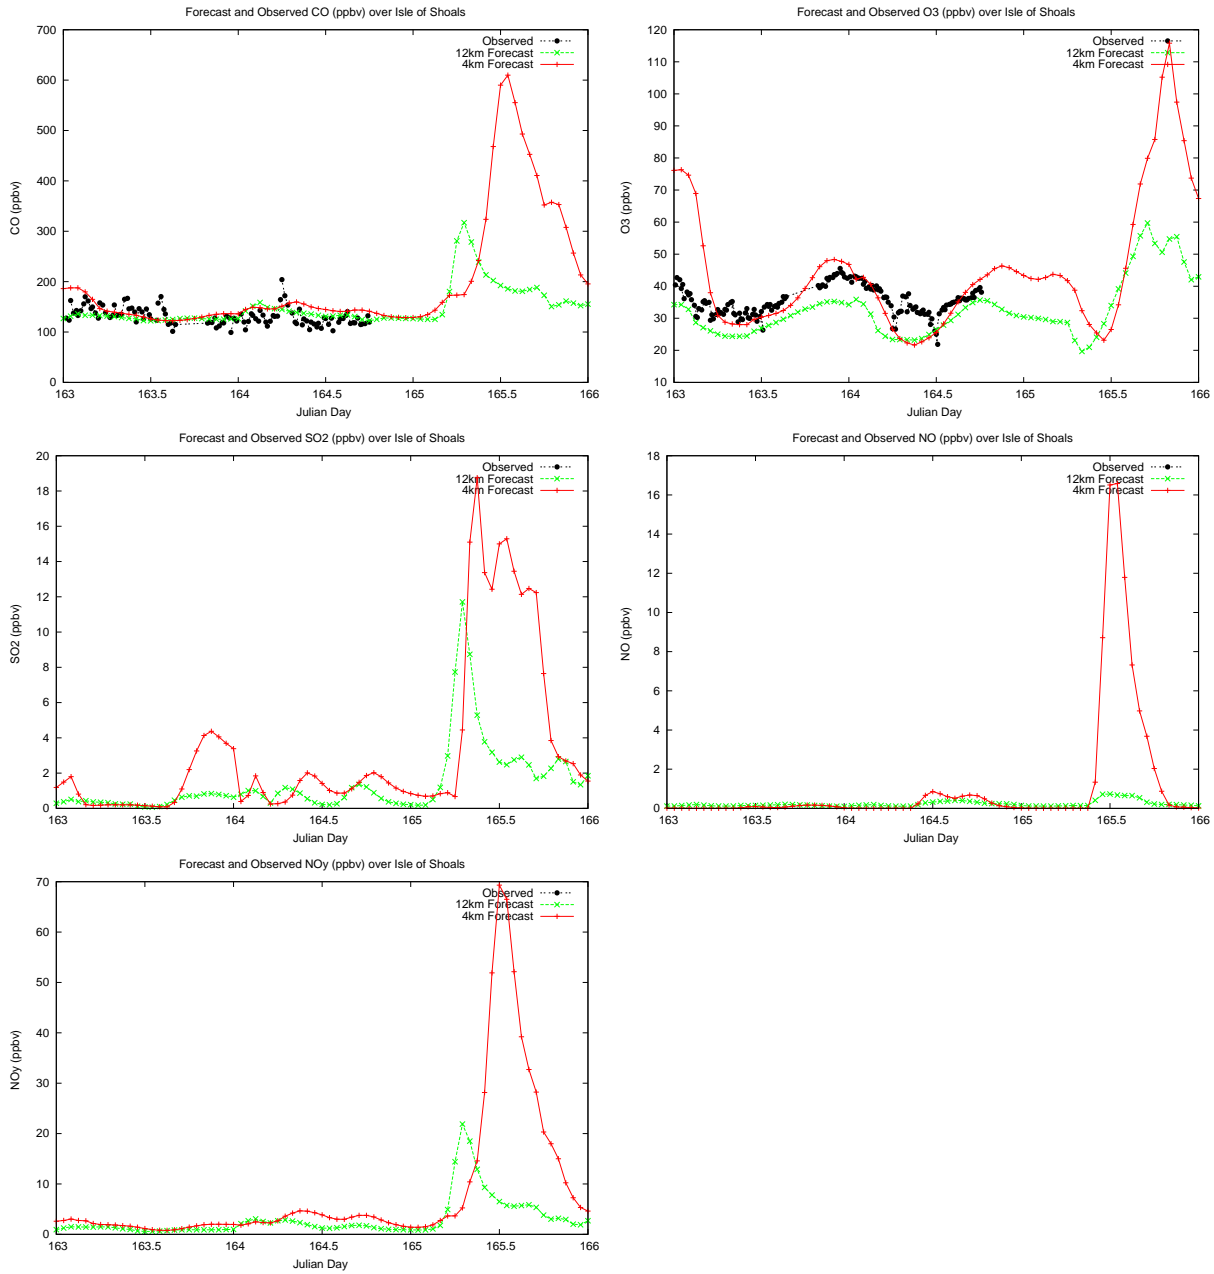 Forecast and Observed CO (ppbv) over Isle of Shoals
700
600
500
400
300
200
100
0
163
163.5
164
164.5
165
165.5
166
CO (ppbv)
Julian Day
Observed
12km Forecast
4km Forecast
Forecast and Observed O3 (ppbv) over Isle of Shoals
120
110
100
90
80
70
60
50
40
30
20
10
163
163.5
164
164.5
165
165.5
166
O3 (ppbv)
Julian Day
Observed
12km Forecast
4km Forecast
Forecast and Observed SO2 (ppbv) over Isle of Shoals
20
18
16
14
12
10
8
6
4
2
0
163
163.5
164
164.5
165
165.5
166
SO2 (ppbv)
Julian Day
Observed
12km Forecast
4km Forecast
Forecast and Observed NO (ppbv) over Isle of Shoals
18
16
14
12
10
8
6
4
2
0
163
163.5
164
164.5
165
165.5
166
NO (ppbv)
Julian Day
Observed
12km Forecast
4km Forecast
Forecast and Observed NOy (ppbv) over Isle of Shoals
70
60
50
40
30
20
10
0
163
163.5
164
164.5
165
165.5
166
NOy (ppbv)
Julian Day
Observed
12km Forecast
4km Forecast